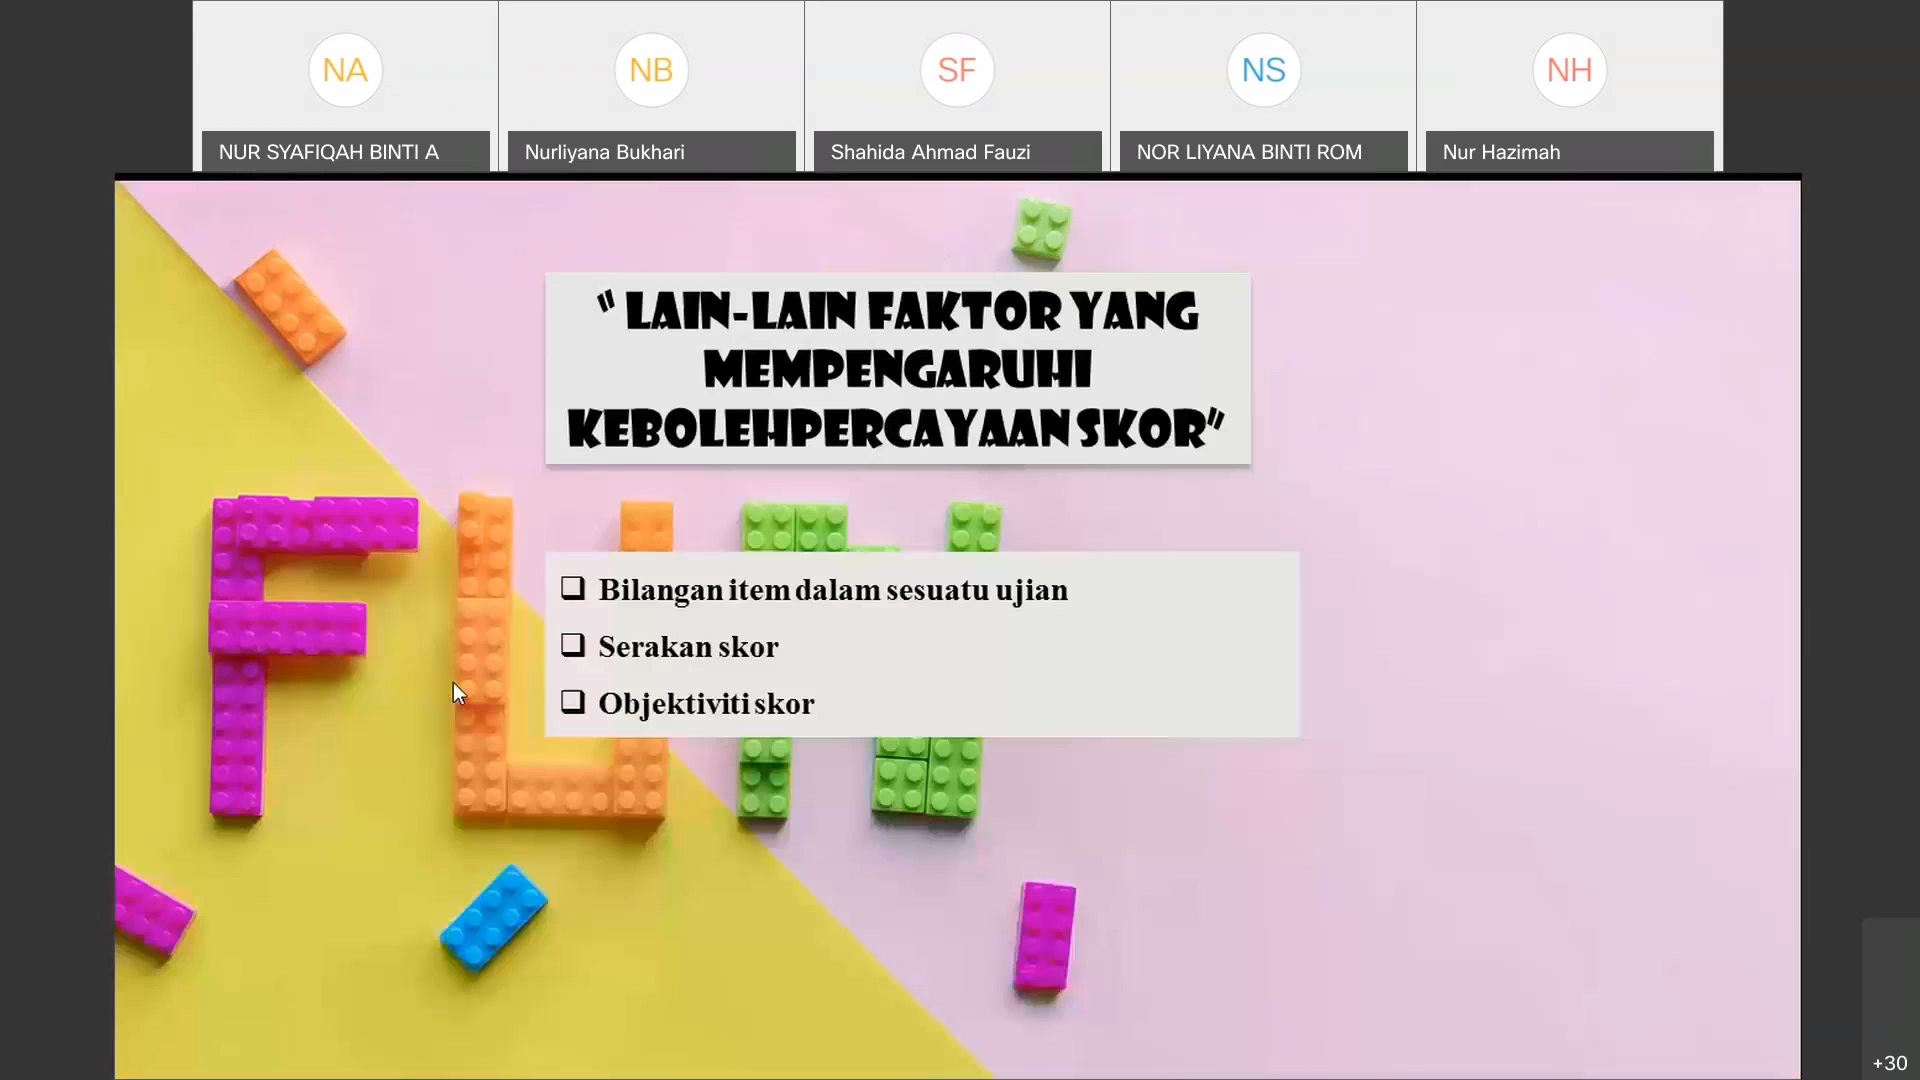 NA
NB
SF
NS
NH
NUR SYAFIQAH BINTI A
Nurliyana Bukhari
Shahida Ahmad Fauzi
NOR LIYANA BINTI ROM
Nur Hazimah
" LAIN-LAIN FAKTOR YANG
MEMPENGARUHI
KEBOLEHPERCAYAAN SKOR"
Bilangan item dalam sesuatu ujian
Serakan skor
Objektiviti skor
FUN
+30